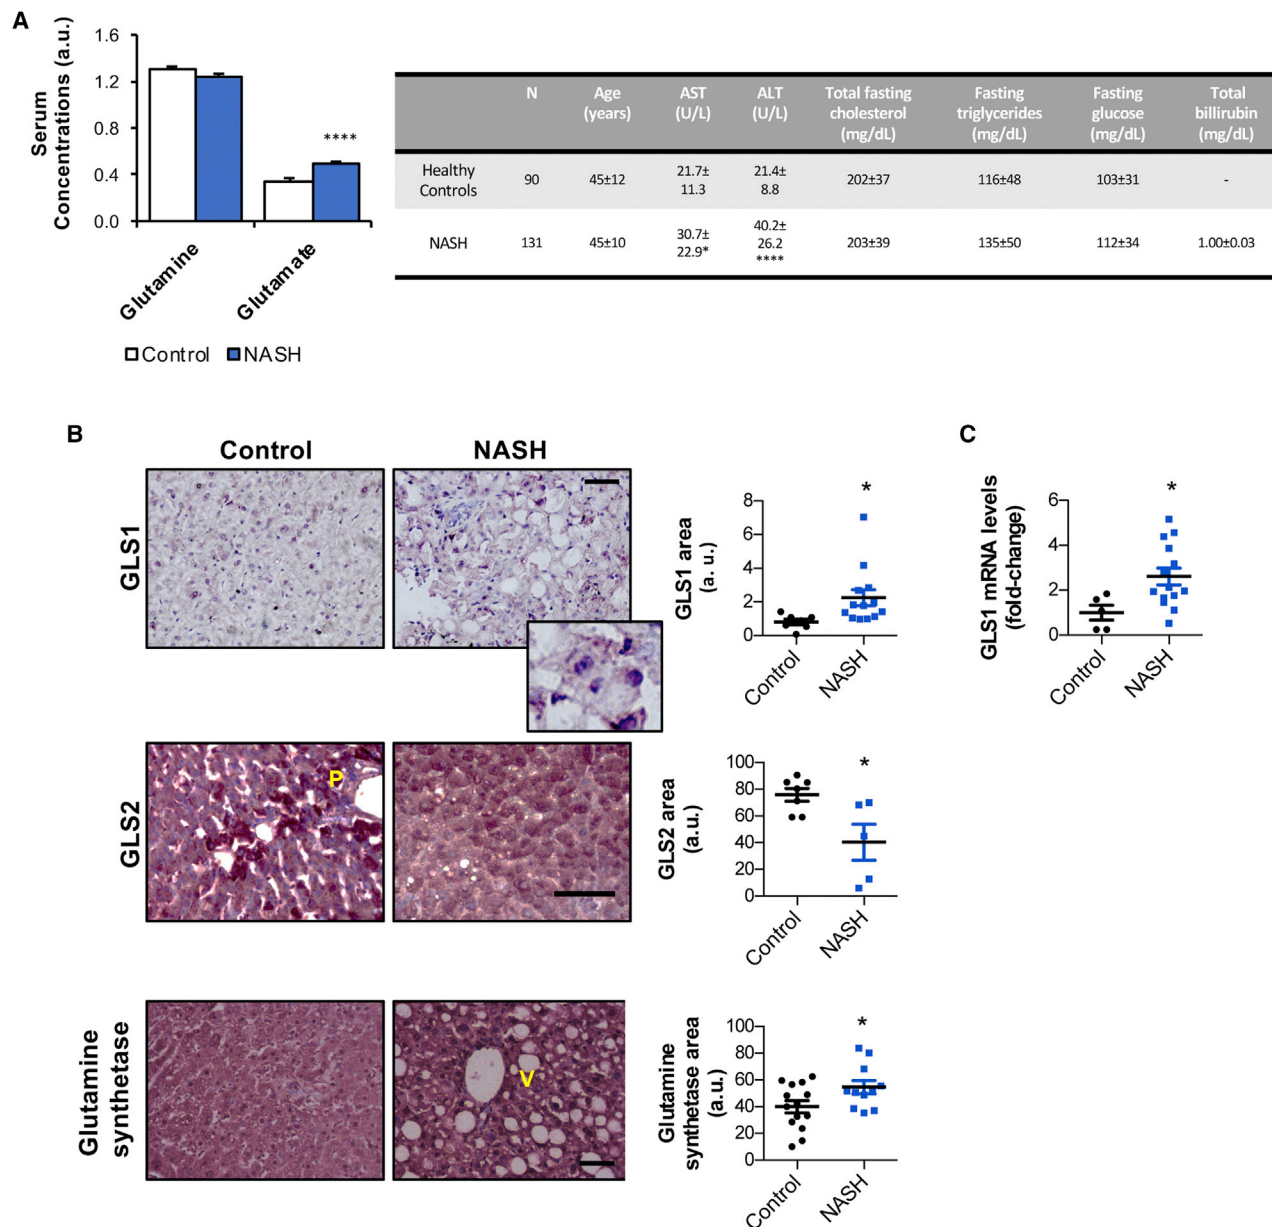 A
Serum
Concentrations (a.u.)
1.6
1.2
0.8
0.4
0.0
****
Glutamine
Glutamate
Control
NASH
N
Age
(years)
AST
(U/L)
ALT
(U/L)
Total fasting
cholesterol
(mg/dL)
Fasting
triglycerides
(mg/dL)
Fasting
glucose
(mg/dL)
Total
billirubin
(mg/dL)
Healthy
Controls
90
45±12
21.7±
11.3
21.4±
8.8
202±37
116±48
103±31
-
NASH
131
45±10
30.7±
22.9*
40.2±
26.2
****
203±39
135±50
112±34
1.00±0.03
B
Control
NASH
GLS1
GLS1 area
(a. u.)
8
6
4
2
0
*
Control
NASH
C
GLS1 mRNA levels
(fold-change)
6
4
2
0
*
Control
NASH
GLS2
P
GLS2 area
(a.u.)
100
80
60
40
20
0
*
Control
NASH
Glutamine
synthetase
V
Glutamine
synthetase area
(a.u.)
100
80
60
40
20
0
*
Control
NASH